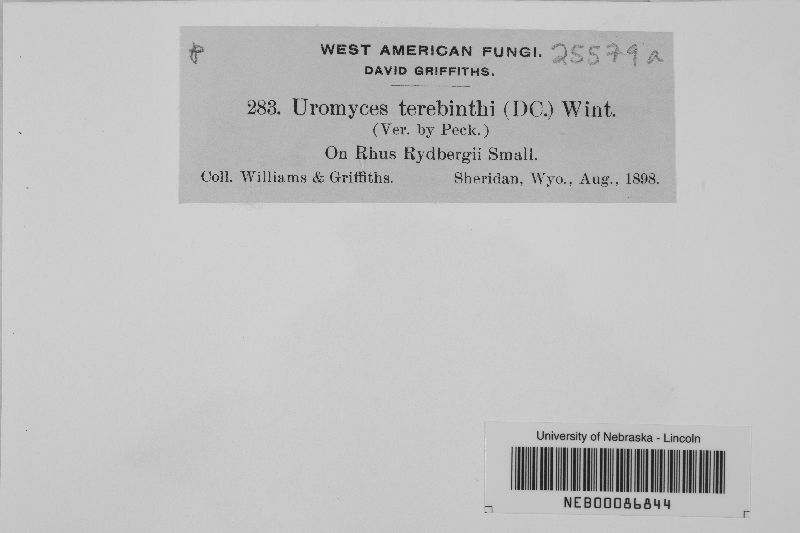 WEST AMERICAN FUNGI. 25579a
DAVID GRIFFITHS.
283. Uromyces terebinthi (DC.) Wint.
(Ver. by Peck.)
On Rhus Rydbergii Small.
Coll. Williams & Griffiths. Sheridan, Wyo., Aug., 1898.
University of Nebraska - Lincoln
NEB00086844